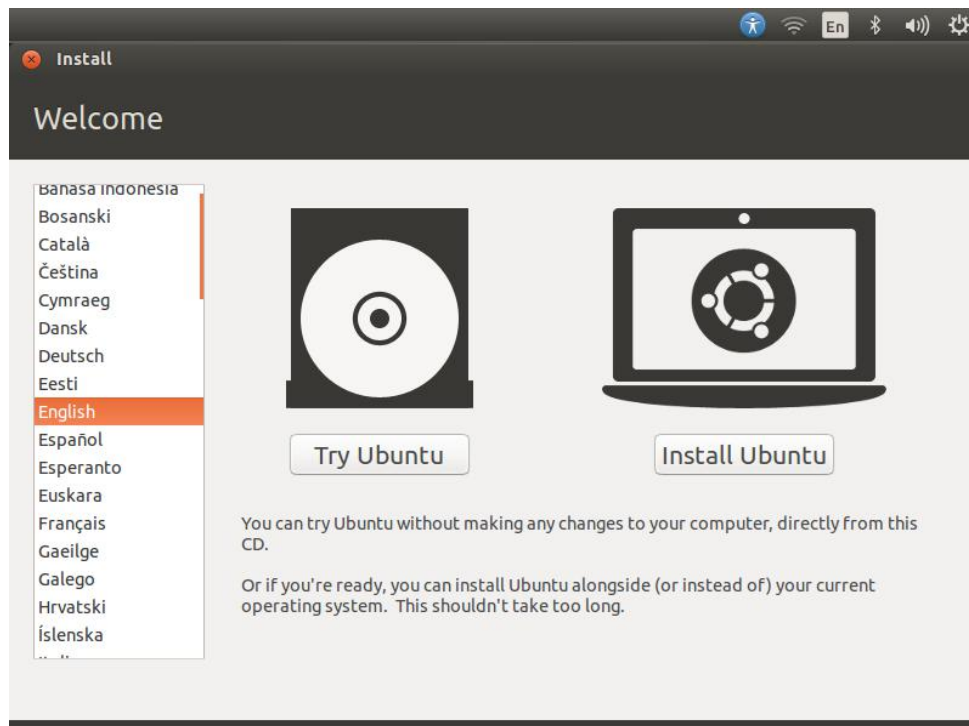 En
Install
Welcome
Bahasa Indonesia
Bosanski
Català
Čeština
Cymraeg
Dansk
Deutsch
Eesti
English
Español
Esperanto
Euskara
Français
Gaeilge
Galego
Hrvatski
Íslenska
Try Ubuntu
Install Ubuntu
You can try Ubuntu without making any changes to your computer, directly from this
CD.
Or if you're ready, you can install Ubuntu alongside (or instead of) your current
operating system. This shouldn't take too long.